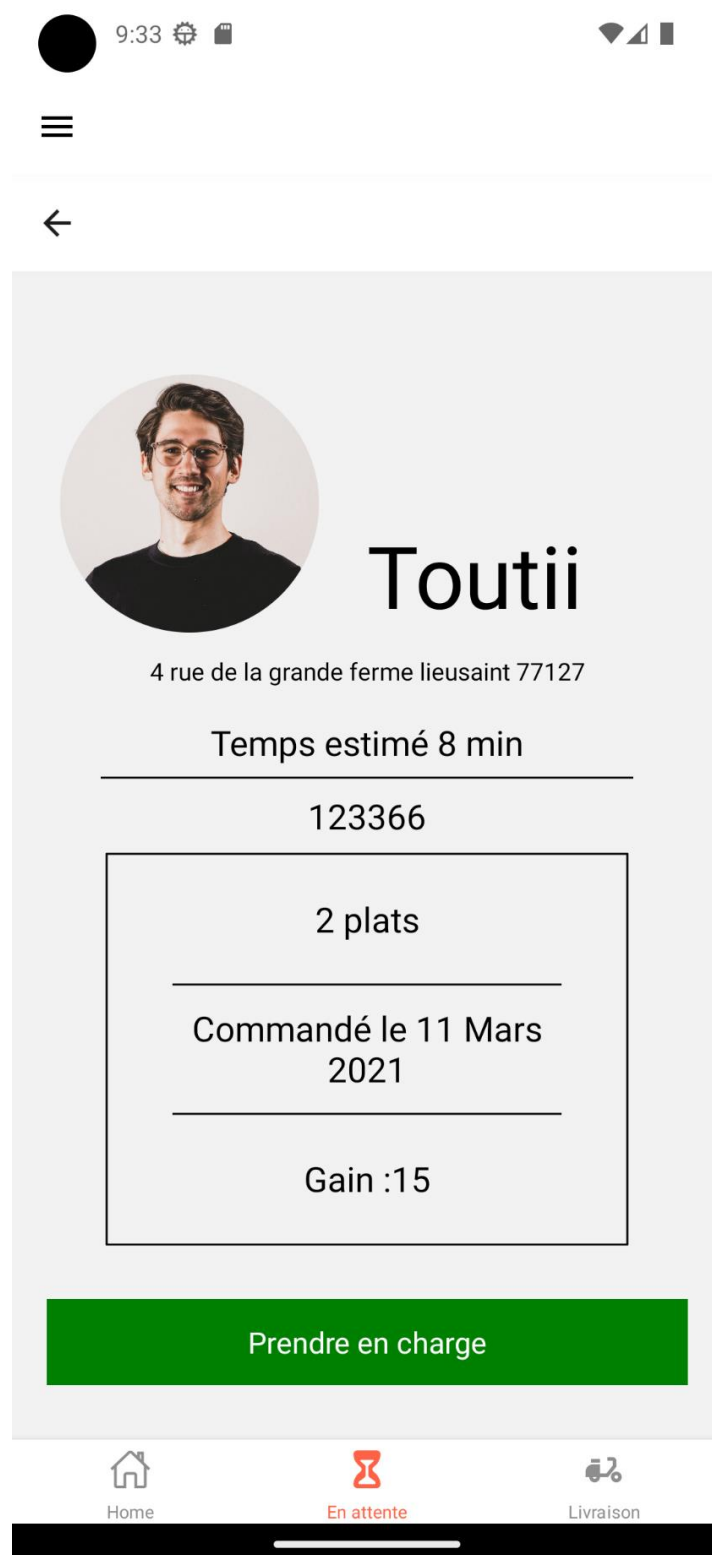 9:33
Toutii
4 rue de la grande ferme lieusaint 77127
Temps estimé 8 min
123366
2 plats
Commandé le 11 Mars
2021
Gain :15
Prendre en charge
Home
En attente
Livraison